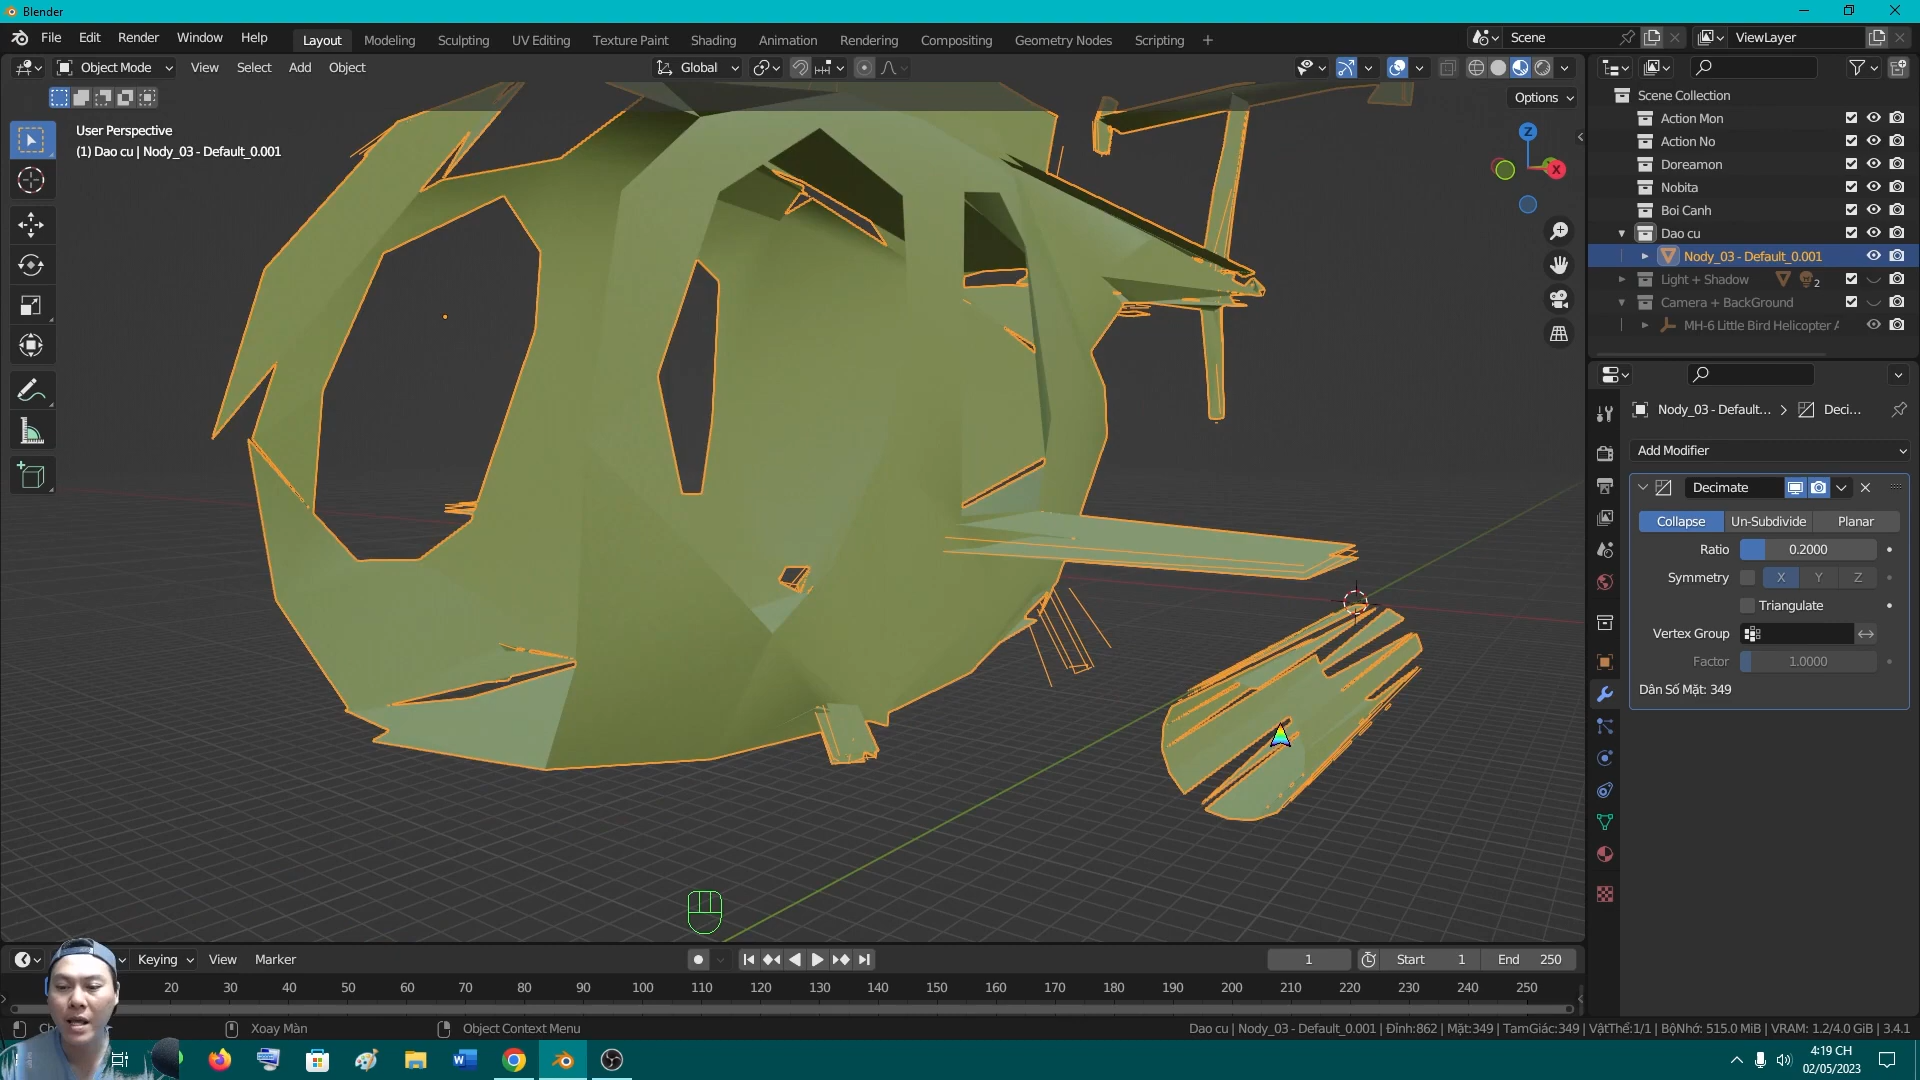 Blender
File Edit Render Window Help
Layout Modeling Sculpting UV Editing Texture Paint Shading Animation Rendering Compositing Geometry Nodes Scripting +
Scene
ViewLayer
Object Mode View Select Add Object
Global
Options
User Perspective
(1) Dao cu | Nody_03 - Default_0.001
Z
X
Scene Collection
Action Mon
Action No
Doreamon
Nobita
Boi Canh
Dao cu
Nody_03 - Default_0.001
Light + Shadow
2
Camera + BackGround
MH-6 Little Bird Helicopter
Nody_03 - Default... > Deci...
Add Modifier
Decimate
Collapse Un-Subdivide Planar
Ratio 0.2000
Symmetry X Y Z
Triangulate
Vertex Group
Factor 1.0000
Dân Số Mặt: 349
Keying View Marker
1 Start 1 End 250
20 30 40 50 60 70 80 90 100 110 120 130 140 150 160 170 180 190 200 210 220 230 240 250
Xoay Màn
Object Context Menu
Dao cu | Nody_03 - Default_0.001 | Đỉnh:862 | Mặt:349 | TamGiác:349 | VậtThể:1/1 | BộNhớ: 515.0 MiB | VRAM: 1.2/4.0 GiB | 3.4.1
4:19 CH
02/05/2023